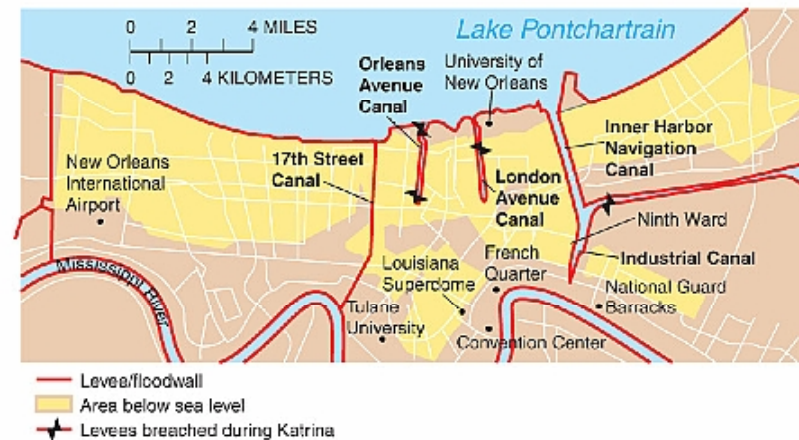 0 2 4 MILES
0 2 4 KILOMETERS
Lake Pontchartrain
Orleans
Avenue
Canal
University of
New Orleans
Inner Harbor
Navigation
Canal
New Orleans
International
Airport
17th Street
Canal
London
Avenue
Canal
Ninth Ward
Industrial Canal
Mississippi River
Louisiana
Superdome
French
Quarter
National Guard
Barracks
Tulane
University
Convention Center
Levee/floodwall
Area below sea level
Levees breached during Katrina